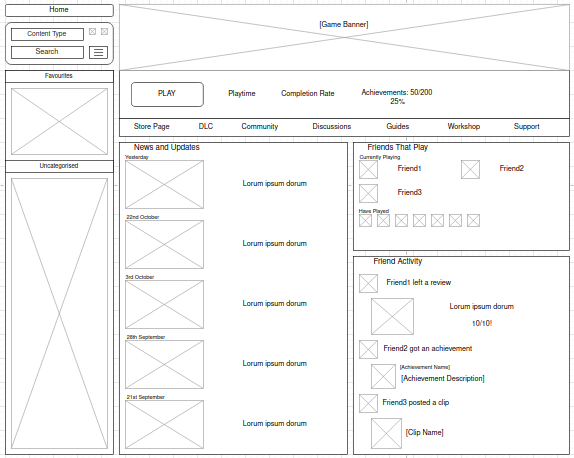 Home
Content Type
Search
Favourites
Uncategorised
[Game Banner]
PLAY
Playtime
Completion Rate
Achievements: 50/200
25%
Store Page
DLC
Community
Discussions
Guides
Workshop
Support
News and Updates
Yesterday
Lorum ipsum dorum
22nd October
Lorum ipsum dorum
3rd October
Lorum ipsum dorum
28th September
Lorum ipsum dorum
21st September
Lorum ipsum dorum
Friends That Play
Currently Playing
Friend1
Friend2
Friend3
Have Played
Friend Activity
Friend1 left a review
Lorum ipsum dorum
10/10!
Friend2 got an achievement
[Achievement Name]
[Achievement Description]
Friend3 posted a clip
[Clip Name]